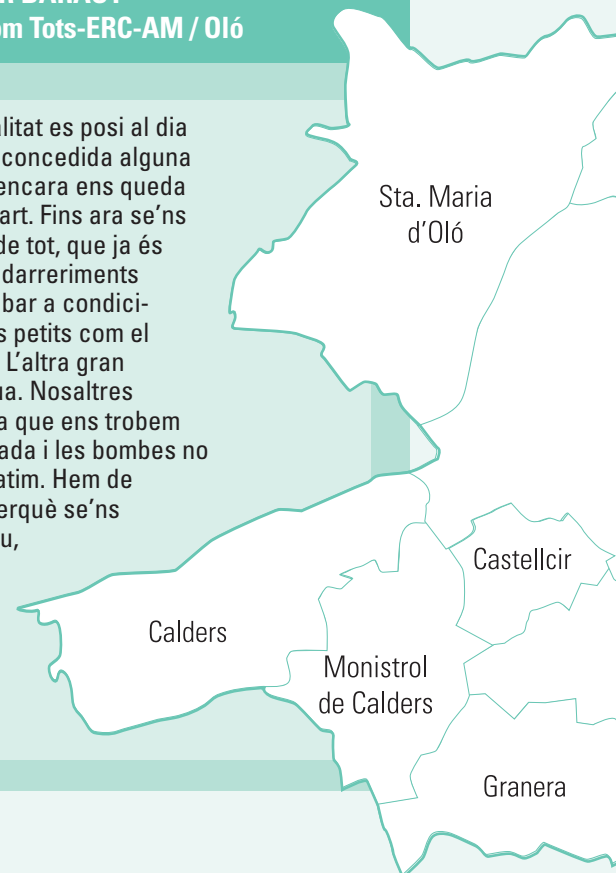 om Tots-ERC-AM / Oló
litat es posi al dia
concedida alguna
encara ens queda
art. Fins ara se'ns
de tot, que ja és
darreriments
bar a condici-
s petits com el
L'altra gran
ua. Nosaltres
a que ens trobem
ada i les bombes no
atim. Hem de
erquè se'ns
u,
Sta. Maria
d'Oló
Castellcir
Calders
Monistrol
de Calders
Granera